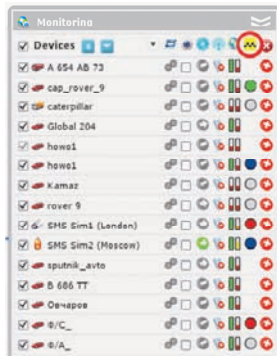 Monitoring
Devices
A 654 AB 73
cap_rover_9
caterpillar
Global 204
howo1
howo1
Kamaz
rover 9
SMS Sim1 (London)
SMS Sim2 (Moscow)
sputnik_avto
В 686 ТТ
Овчаров
Ф/С_
Ф/А_